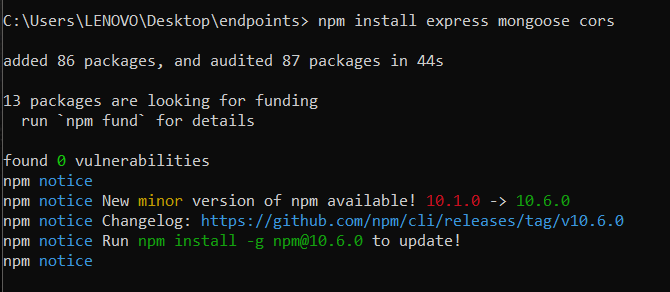 C:\Users\LENOVO\Desktop\endpoints> npm install express mongoose cors
added 86 packages, and audited 87 packages in 44s
13 packages are looking for funding
  run `npm fund` for details
found 0 vulnerabilities
npm notice
npm notice New minor version of npm available! 10.1.0 -> 10.6.0
npm notice Changelog: https://github.com/npm/cli/releases/tag/v10.6.0
npm notice Run npm install -g npm@10.6.0 to update!
npm notice